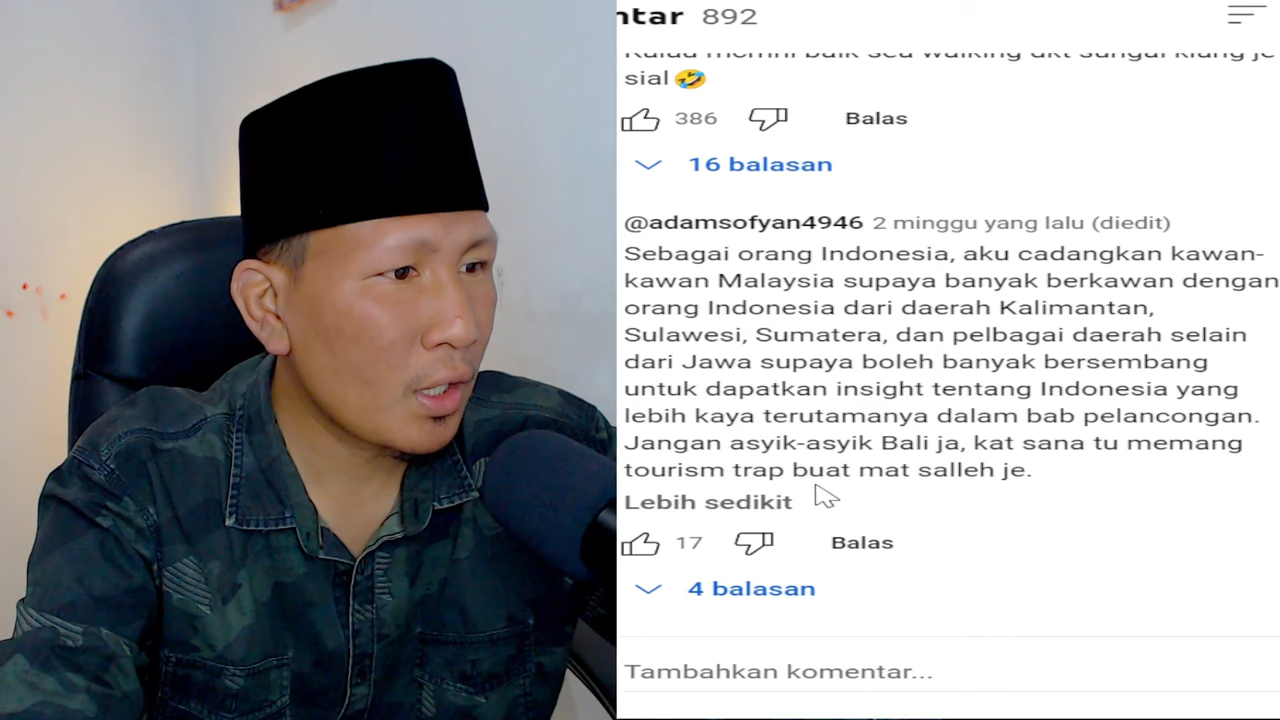 ntar 892
sial🤣
386 Balas
16 balasan
@adamsofyan4946 2 minggu yang lalu (diedit)
Sebagai orang Indonesia, aku cadangkan kawan-
kawan Malaysia supaya banyak berkawan dengan
orang Indonesia dari daerah Kalimantan,
Sulawesi, Sumatera, dan pelbagai daerah selain
dari Jawa supaya boleh banyak bersembang
untuk dapatkan insight tentang Indonesia yang
lebih kaya terutamanya dalam bab pelancongan.
Jangan asyik-asyik Bali ja, kat sana tu memang
tourism trap buat mat salleh je.
Lebih sedikit
17 Balas
4 balasan
Tambahkan komentar...